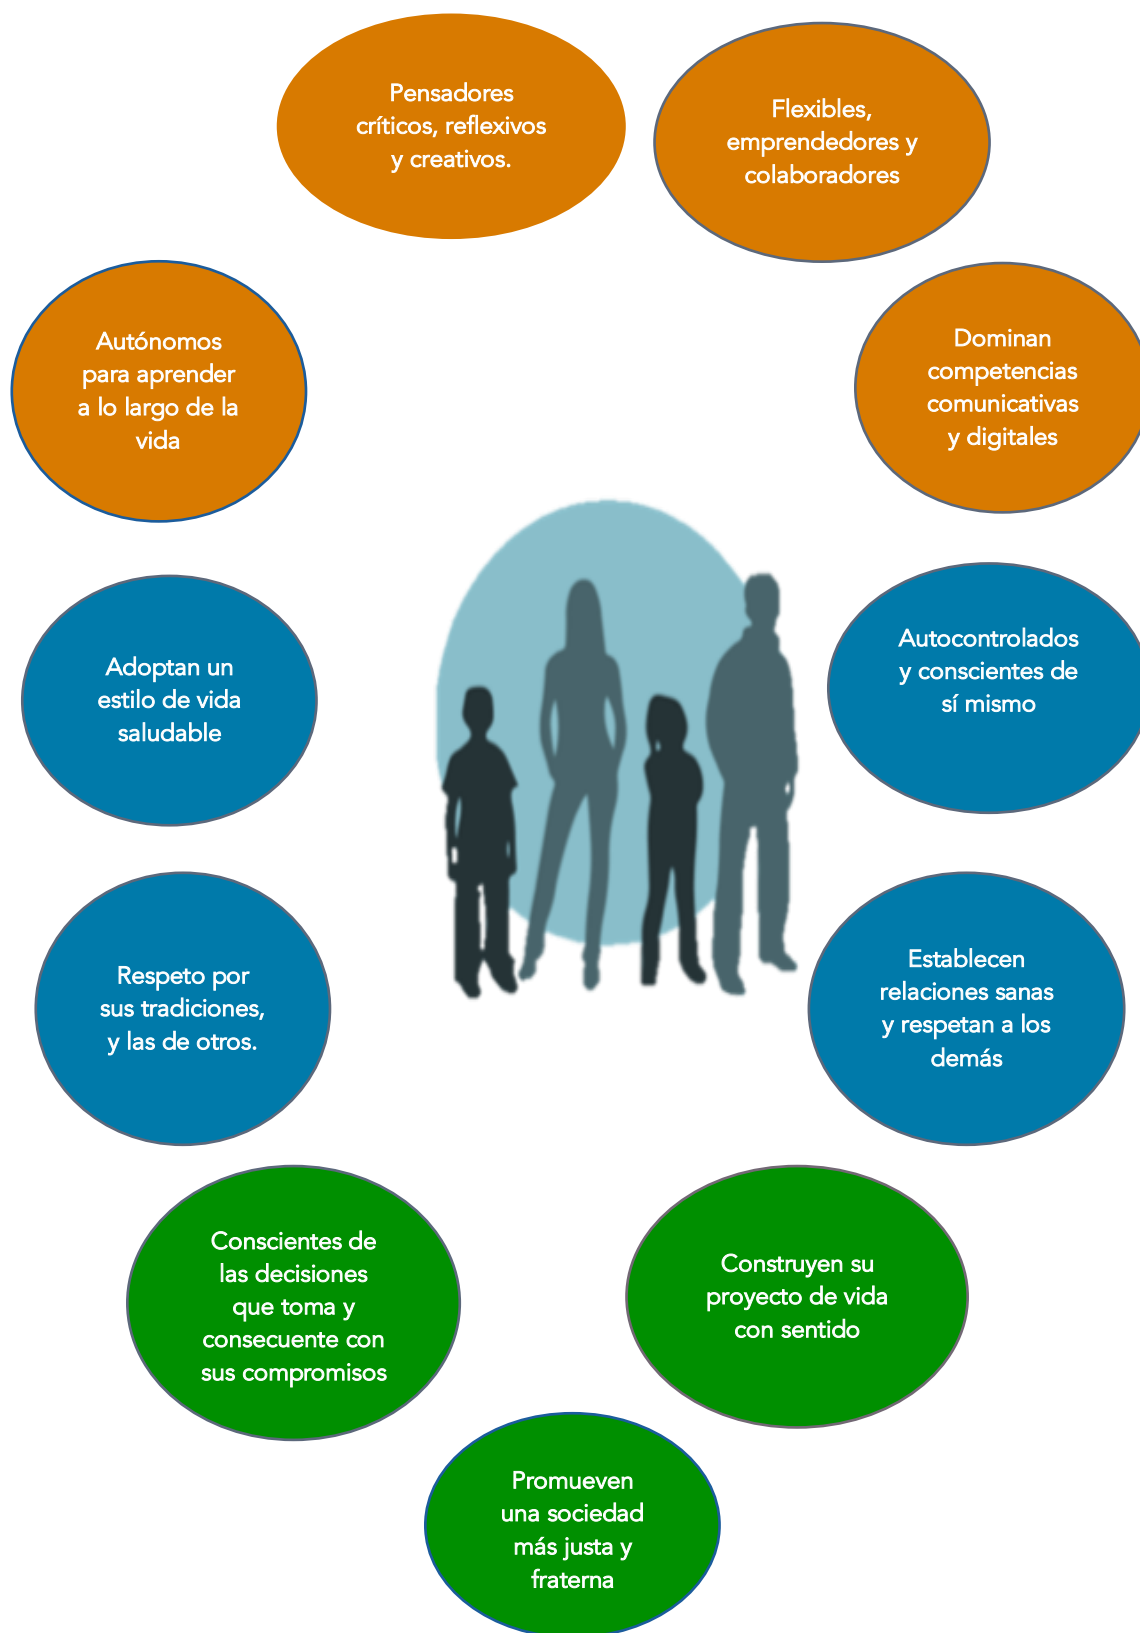 Pensadores
críticos, reflexivos
y creativos.
Flexibles,
emprendedores y
colaboradores
Autónomos
para aprender
a lo largo de la
vida
Dominan
competencias
comunicativas
y digitales
Adoptan un
estilo de vida
saludable
Autocontrolados
y conscientes de
sí mismo
Respeto por
sus tradiciones,
y las de otros.
Establecen
relaciones sanas
y respetan a los
demás
Conscientes de
las decisiones
que toma y
consecuente con
sus compromisos
Construyen su
proyecto de vida
con sentido
Promueven
una sociedad
más justa y
fraterna